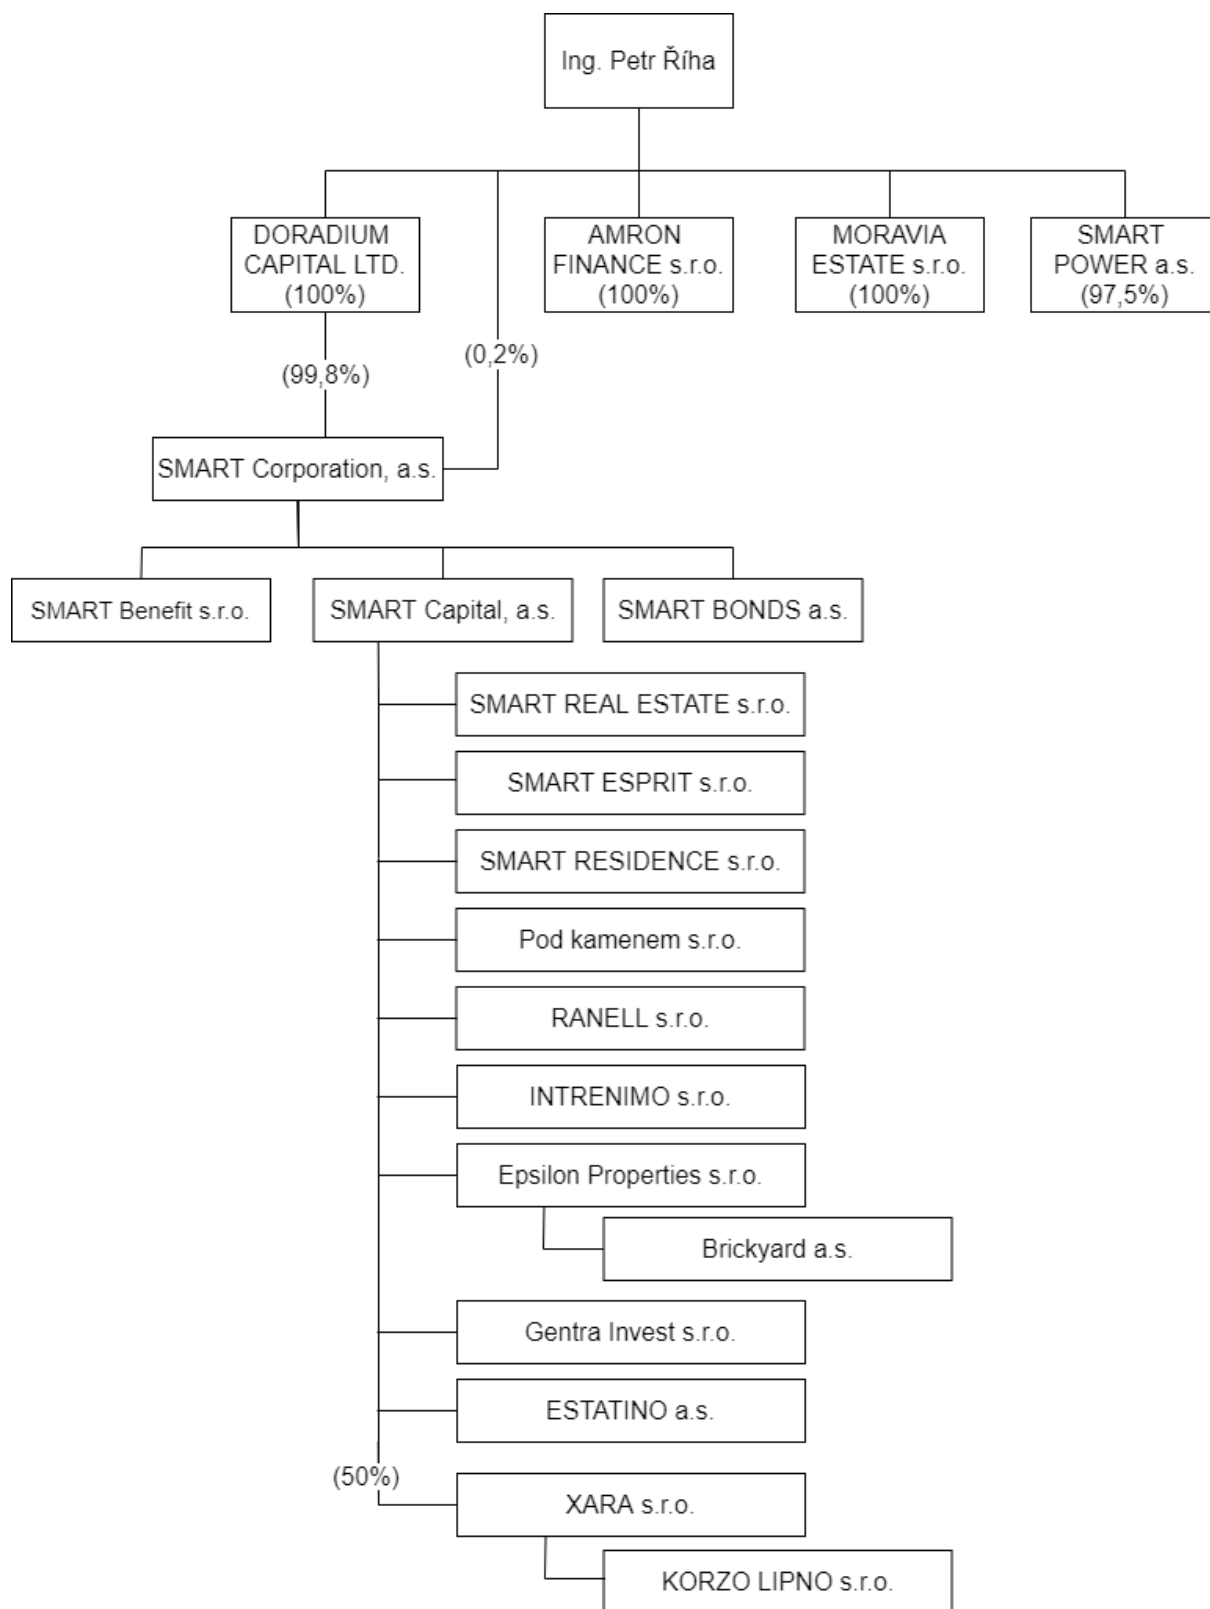 Ing. Petr Říha
DORADIUM
CAPITAL LTD.
(100%)
AMRON
FINANCE s.r.o.
(100%)
MORAVIA
ESTATE s.r.o.
(100%)
SMART
POWER a.s.
(97,5%)
(0,2%)
(99,8%)
SMART Corporation, a.s.
SMART Benefit s.r.o.
SMART Capital, a.s.
SMART BONDS a.s.
SMART REAL ESTATE s.r.o.
SMART ESPRIT s.r.o.
SMART RESIDENCE s.r.o.
Pod kamenem s.r.o.
RANELL s.r.o.
INTRENIMO s.r.o.
Epsilon Properties s.r.o.
Brickyard a.s.
Gentra Invest s.r.o.
ESTATINO a.s.
(50%)
XARA s.r.o.
KORZO LIPNO s.r.o.